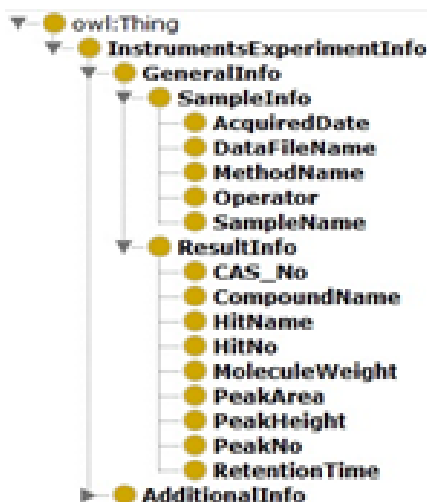 owl:Thing
InstrumentsExperimentInfo
GeneralInfo
SampleInfo
AcquiredDate
DataFileName
MethodName
Operator
SampleName
ResultInfo
CAS_No
CompoundName
HitName
HitNo
MoleculeWeight
PeakArea
PeakHeight
PeakNo
RetentionTime
AdditionalInfo